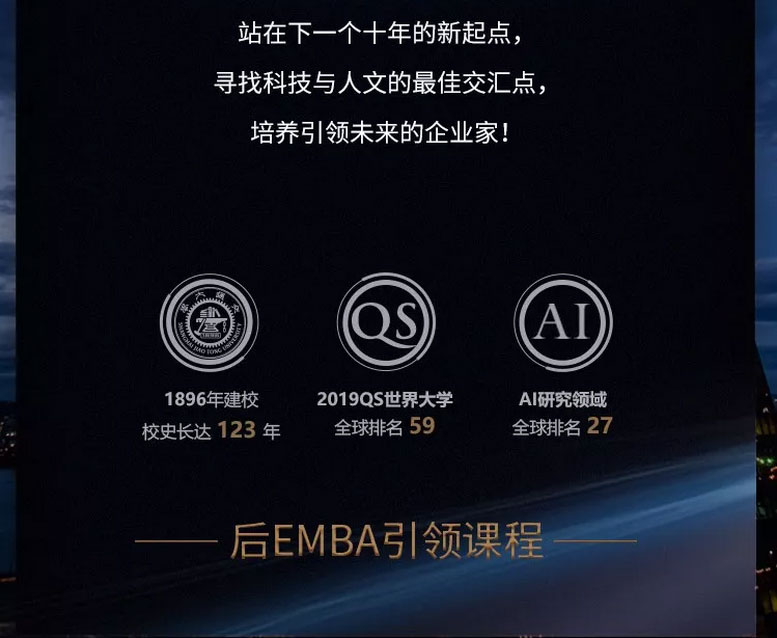 站在下一个十年的新起点，
寻找科技与人文的最佳交汇点，
培养引领未来的企业家！
SHANGHAI JIAO TONG UNIVERSITY
QS
AI
1896年建校
校史长达 123 年
2019QS世界大学
全球排名 59
AI研究领域
全球排名 27
后EMBA引领课程